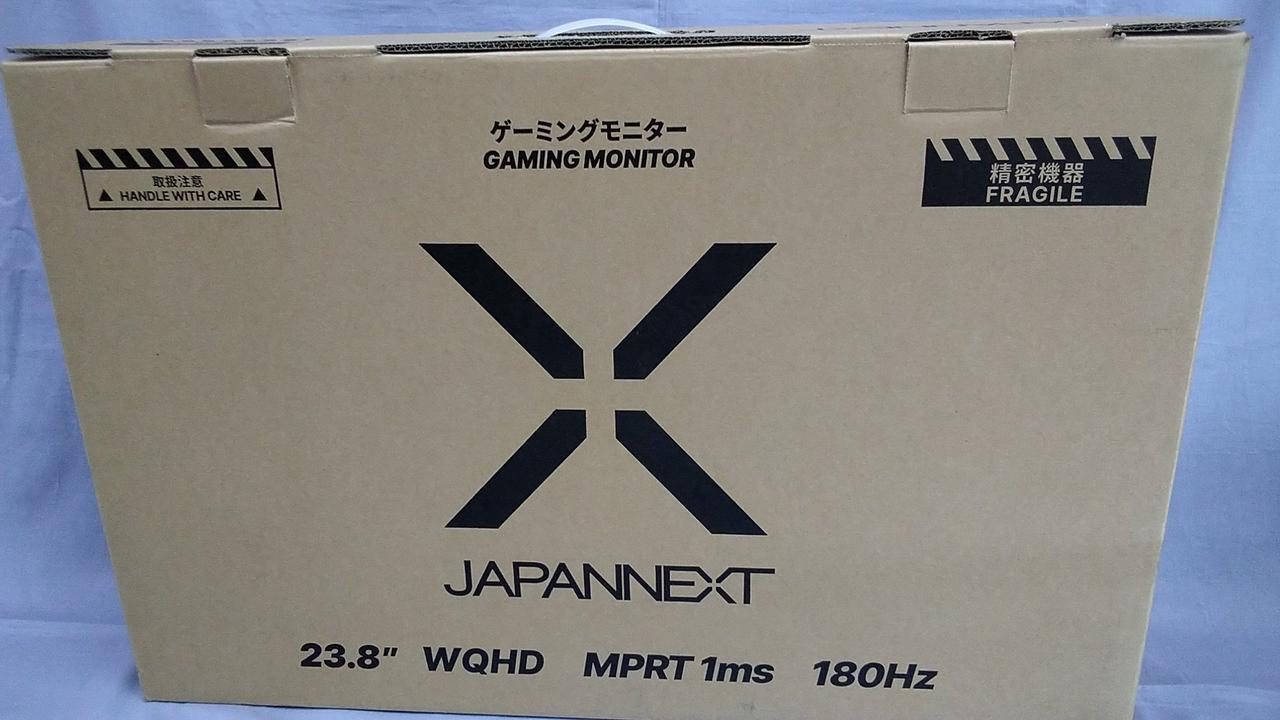 ゲーミングモニター
GAMING MONITOR
取扱注意
▲ HANDLE WITH CARE ▲
精密機器
FRAGILE
JAPANNEXT
23.8" WQHD MPRT 1ms 180Hz